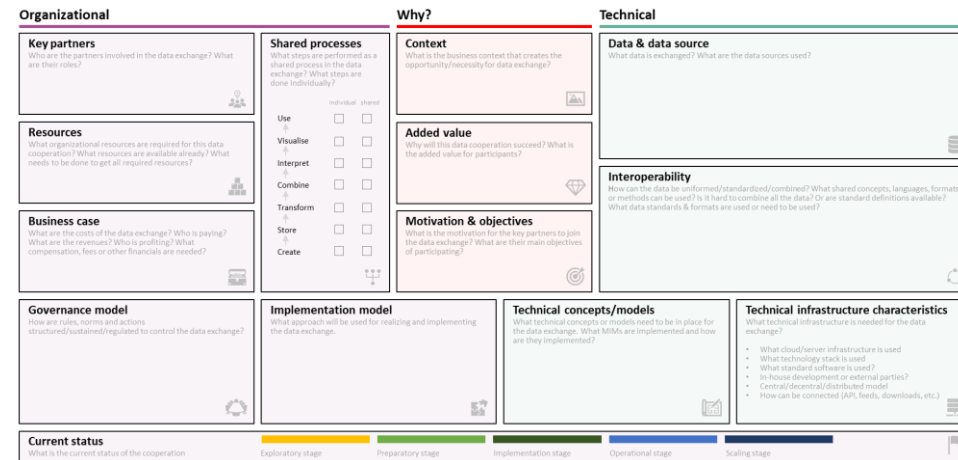 Organizational
Why?
Technical
Key partners
Who are the partners involved in the data exchange? What
are their roles?
Shared processes
What steps are performed as a
shared process in the data
exchange? What steps are
done individually?
individual shared
Use
Visualise
Interpret
Combine
Transform
Store
Create
Context
What is the business context that creates the
opportunity/necessity for data exchange?
Data & data source
What data is exchanged? What are the data sources used?
Resources
What organizational resources are required for this data
cooperation? What resources are available already? What
needs to be done to get all required resources?
Added value
Why will this data cooperation succeed? What is
the added value for participants?
Interoperability
How can the data be uniformed/standardized/combined? What shared concepts, languages, formats
or methods can be used? Is it hard to combine all the data? Or are standard definitions available?
What data standards & formats are used or need to be used?
Business case
What are the costs of the data exchange? Who is paying?
What are the revenues? Who is profiting? What
compensation, fees or other financials are needed?
Motivation & objectives
What is the motivation for the key partners to join
the data exchange? What are their main objectives
of participating?
Governance model
How are rules, norms and actions
structured/sustained/regulated to control the data exchange?
Implementation model
What approach will be used for realizing and implementing
the data exchange.
Technical concepts/models
What technical concepts or models need to be in place for
the data exchange. What MIMs are implemented and how
are they implemented?
Technical infrastructure characteristics
What technical infrastructure is needed for the data
exchange?
• What cloud/server infrastructure is used
• What technology stack is used
• What standard software is used?
• In-house development or external parties?
• Central/decentral/distributed model
• How can be connected (API, feeds, downloads, etc.)
Current status
What is the current status of the cooperation
Exploratory stage
Preparatory stage
Implementation stage
Operational stage
Scaling stage